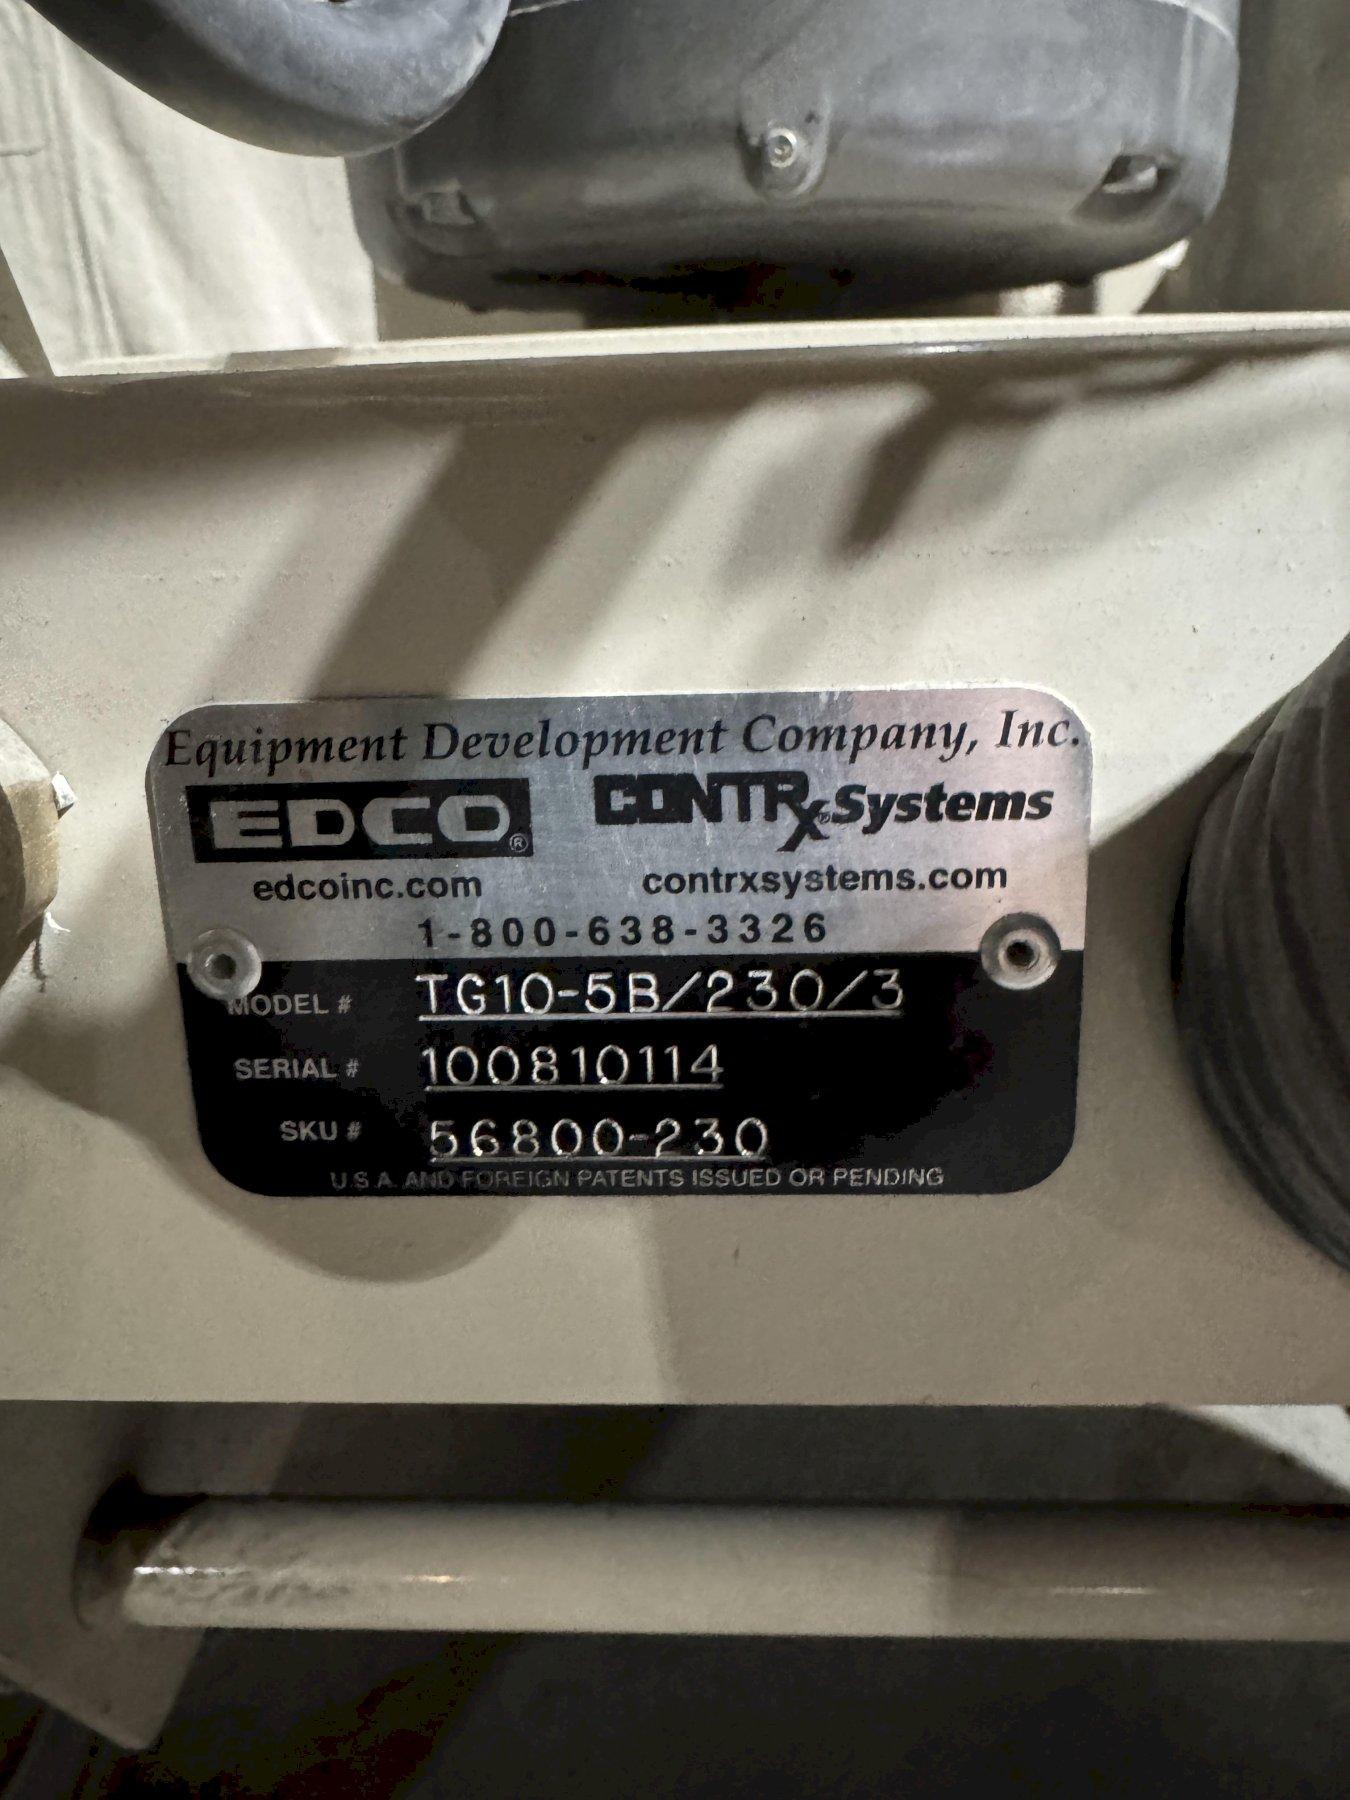 Equipment Development Company, Inc.
EDCO® CONTRx® Systems
edcoinc.com contrxsystems.com
1-800-638-3326
MODEL # TG10-5B/230/3
SERIAL # 100810114
SKU # 56800-230
U.S.A. AND FOREIGN PATENTS ISSUED OR PENDING